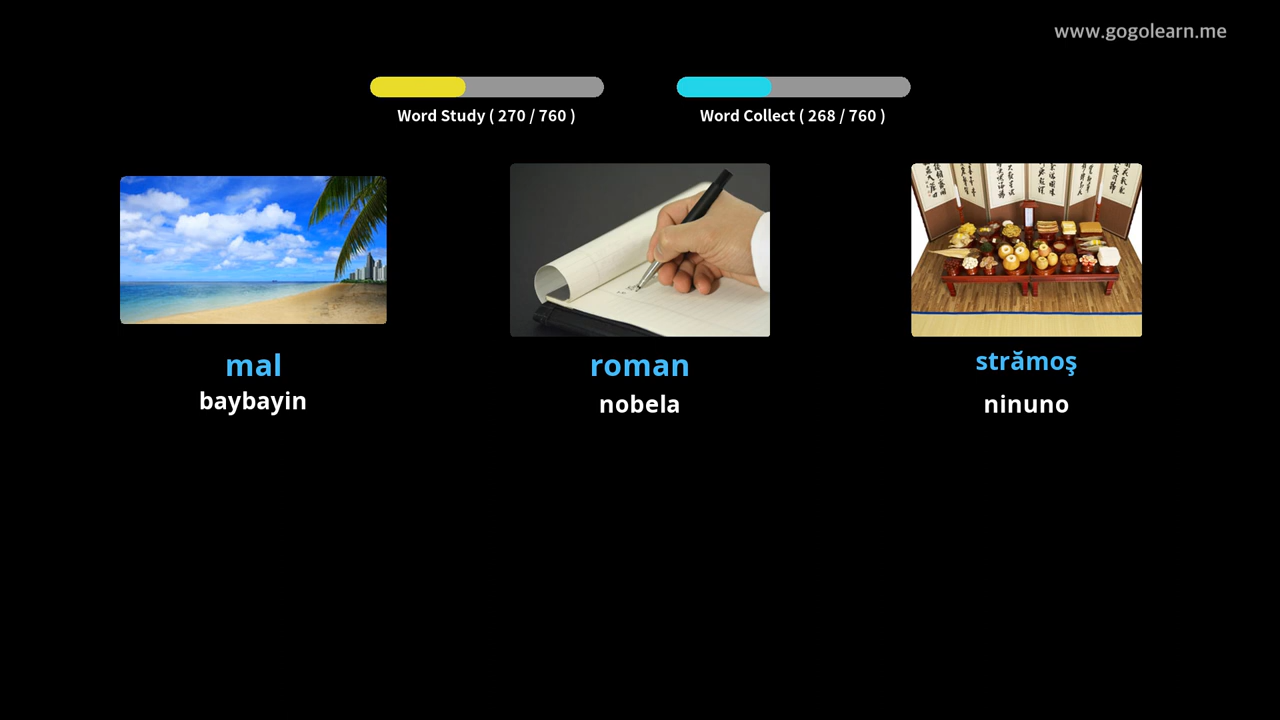 www.gogolearn.me
Word Study ( 270 / 760 )
Word Collect ( 268 / 760 )
mal
baybayin
roman
nobela
strămoş
ninuno